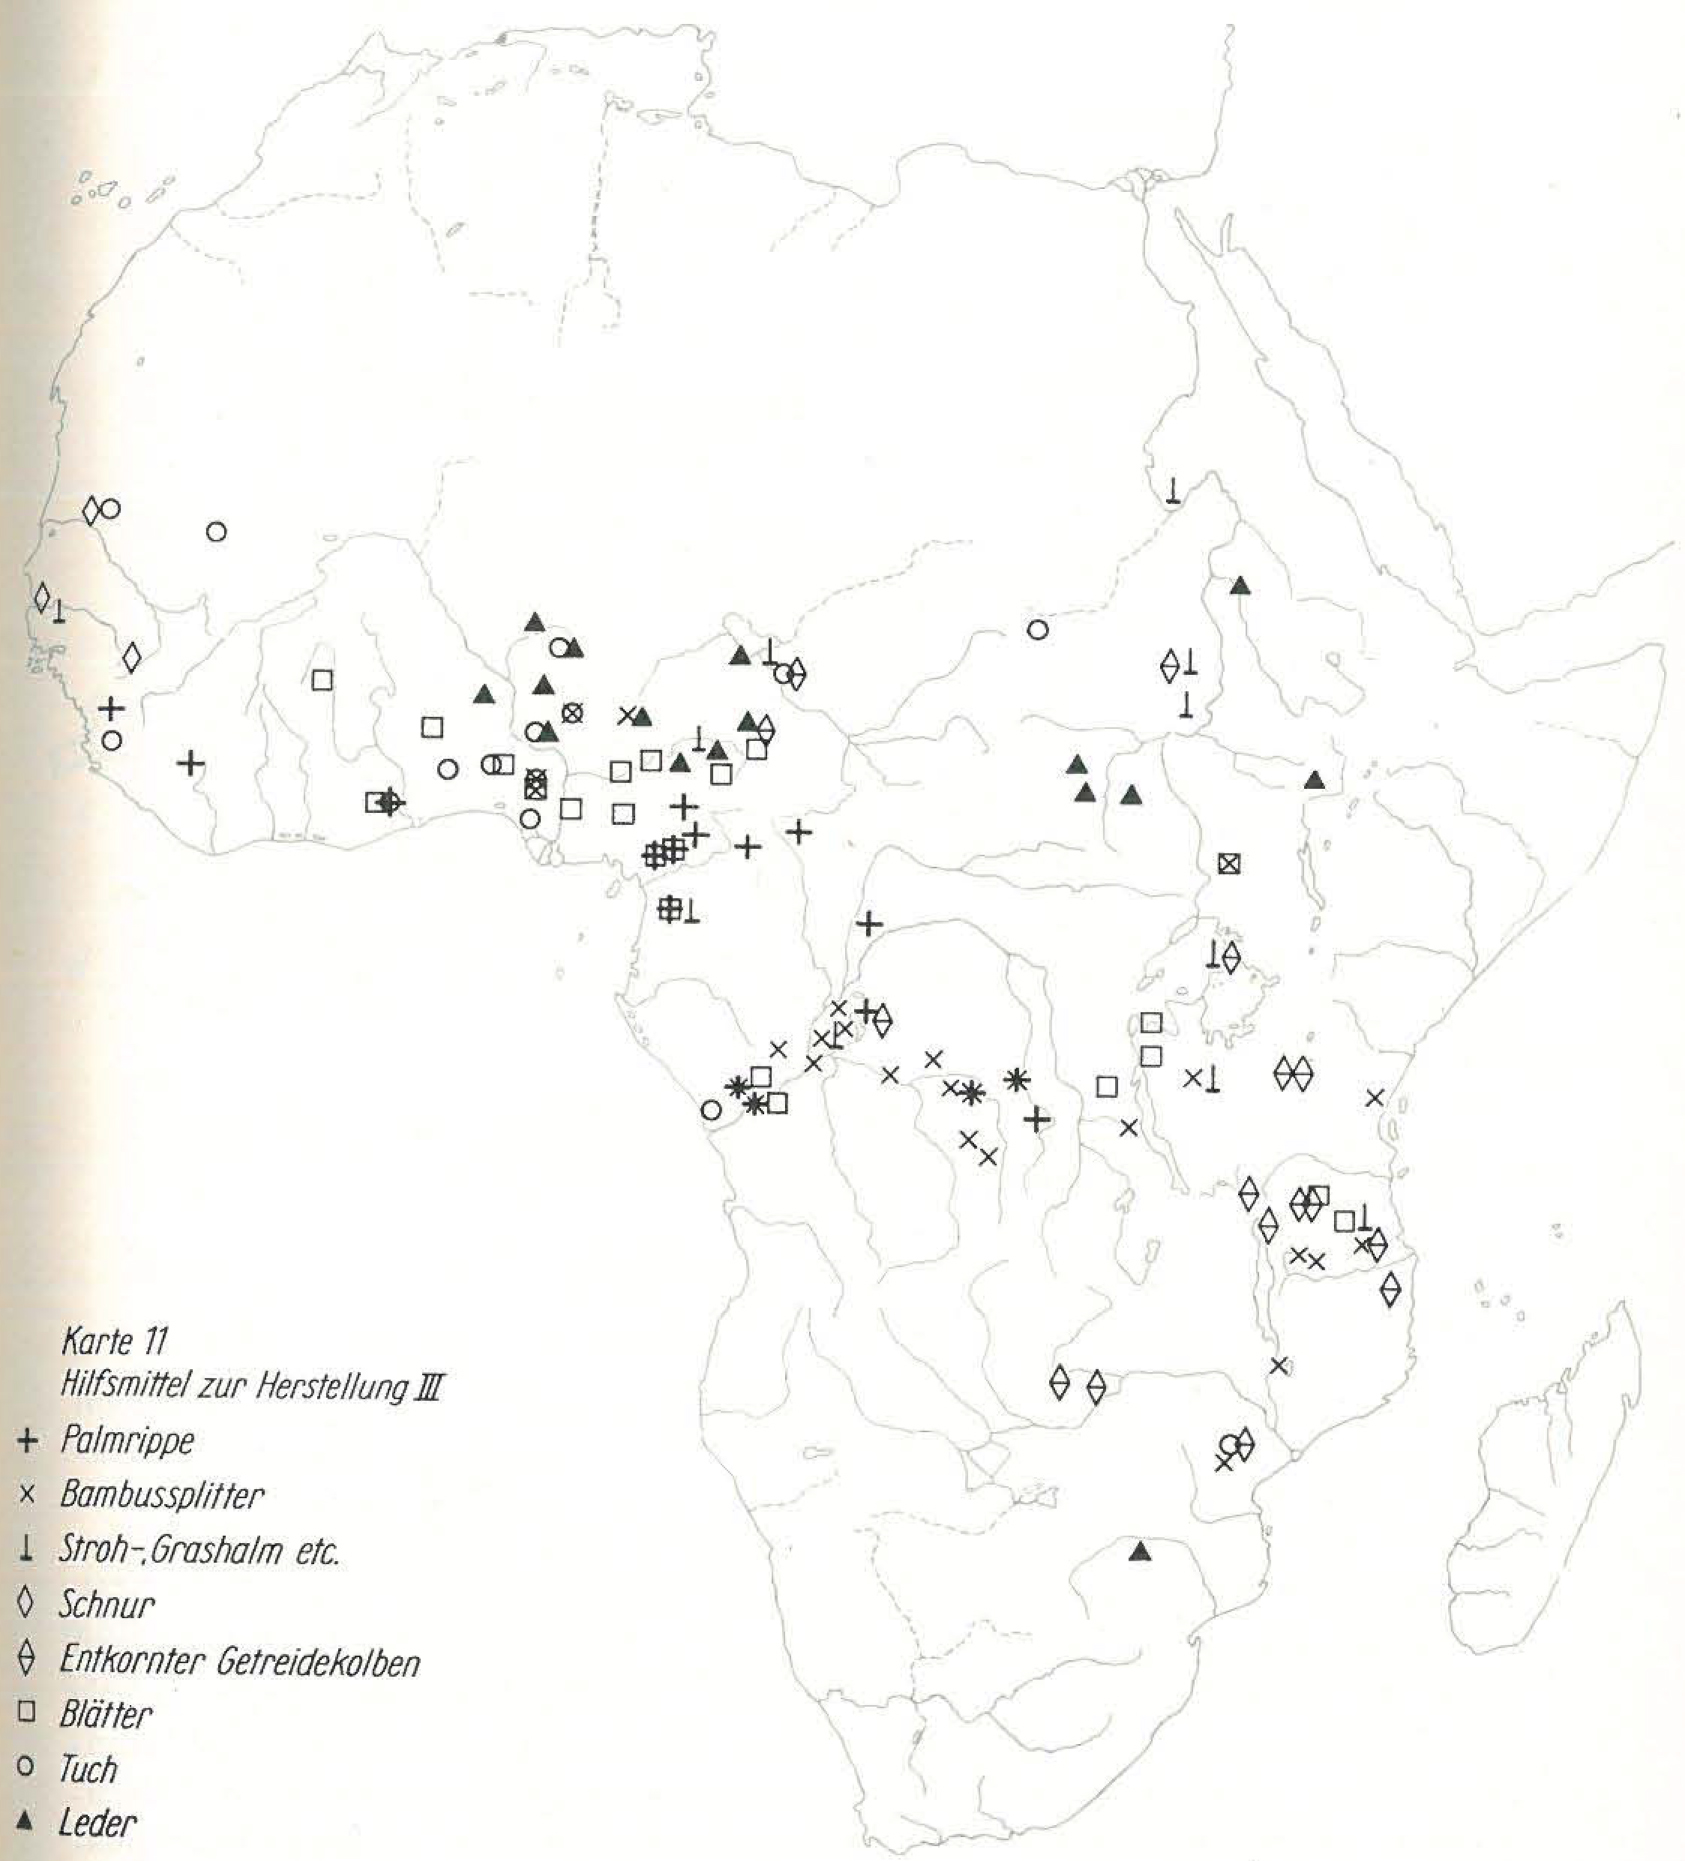 Karte 11
Hilfsmittel zur Herstellung III
Palmrippe
Bambussplitter
Stroh-, Grashalm etc.
Schnur
Entkornter Getreidekolben
Blätter
Tuch
Leder